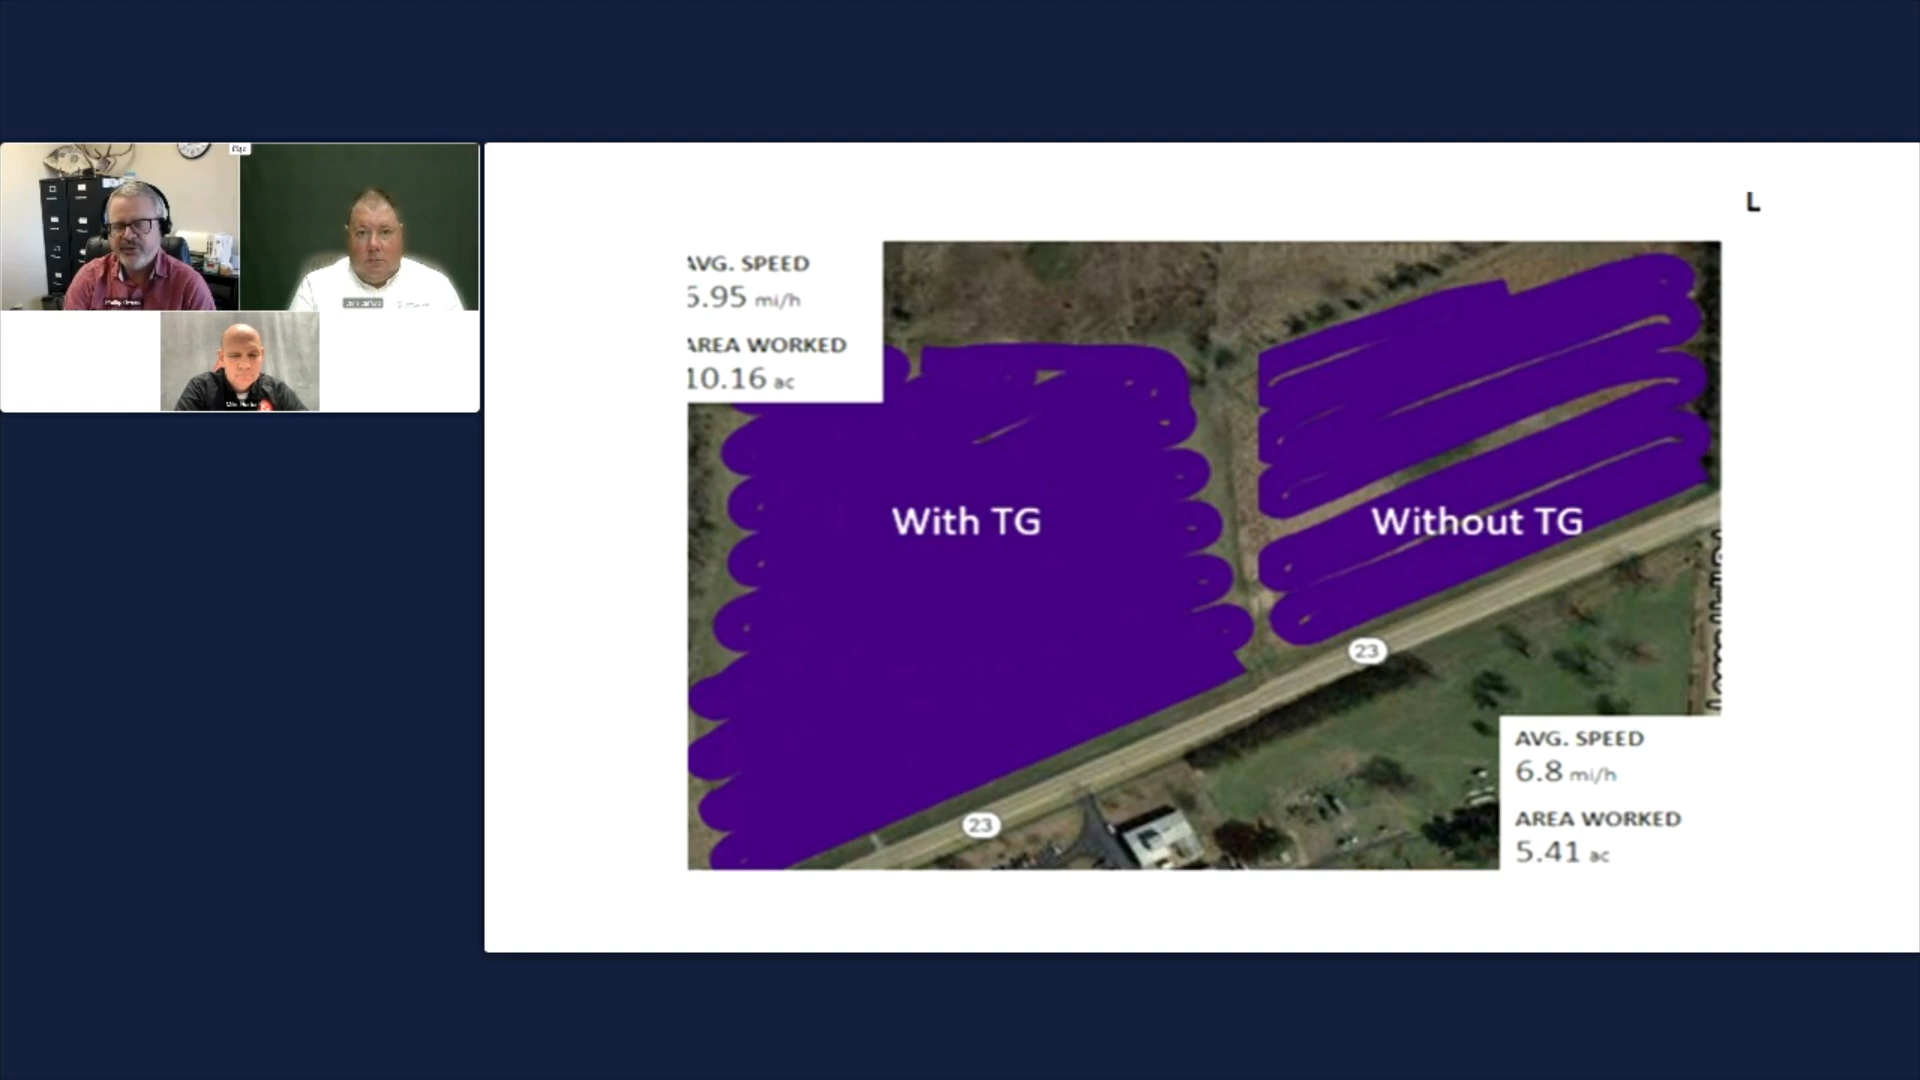 L
AVG. SPEED
5.95 mi/h
AREA WORKED
10.16 ac
With TG
Without TG
23
23
AVG. SPEED
6.8 mi/h
AREA WORKED
5.41 ac